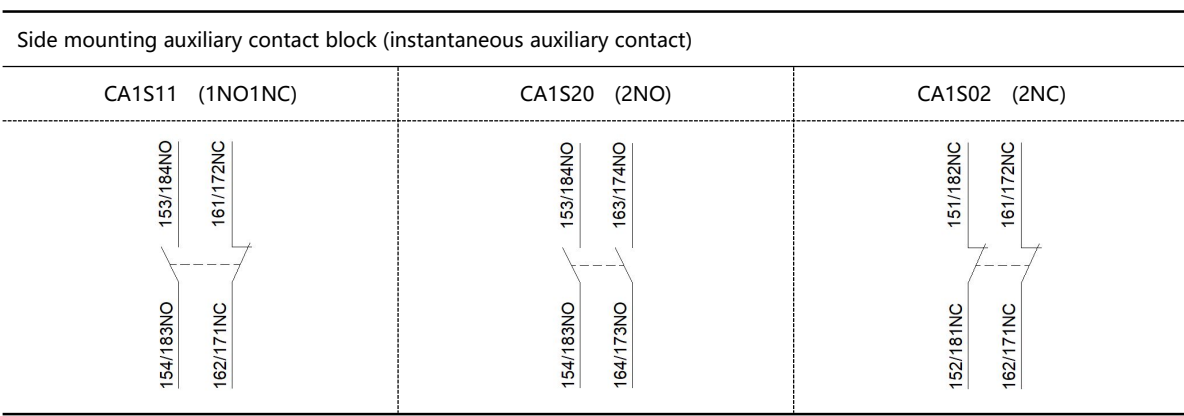 Side mounting auxiliary contact block (instantaneous auxiliary contact)
CA1S11 (1NO1NC)
CA1S20 (2NO)
CA1S02 (2NC)
153/184NO
161/172NC
153/184NO
163/174NO
151/182NC
161/172NC
154/183NO
162/171NC
154/183NO
164/173NO
152/181NC
162/171NC